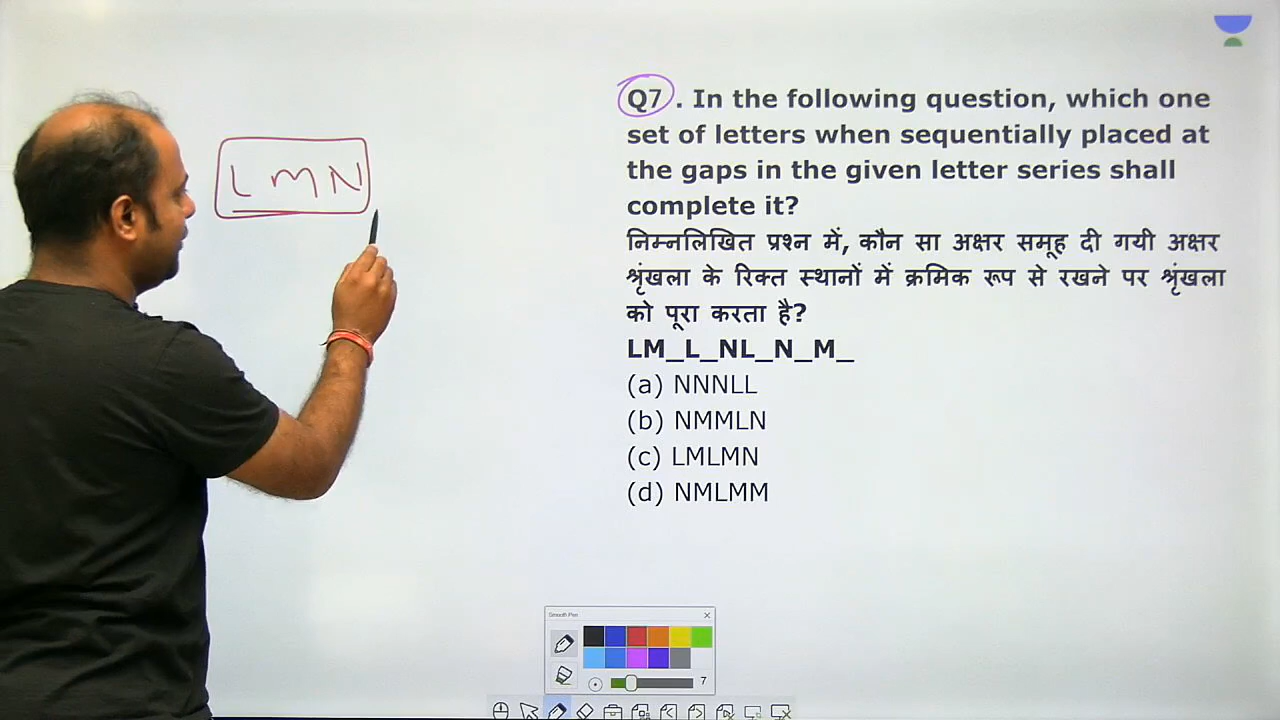 L M N
Q7. In the following question, which one
set of letters when sequentially placed at
the gaps in the given letter series shall
complete it?
निम्नलिखित प्रश्न में, कौन सा अक्षर समूह दी गयी अक्षर
श्रृंखला के रिक्त स्थानों में क्रमिक रूप से रखने पर श्रृंखला
को पूरा करता है?
LM_L_NL_N_M_
(a) NNNLL
(b) NMMLN
(c) LMLMN
(d) NMLMM
Smooth Pen
7